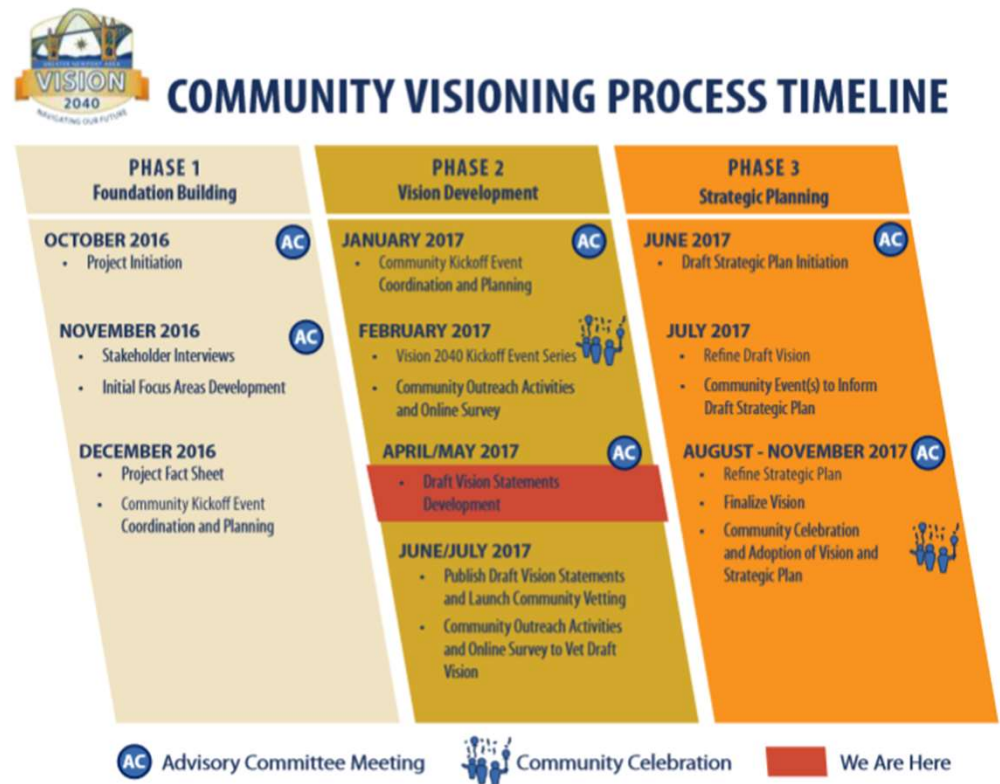 GREATER NEWPORT AREA
VISION
2040
NAVIGATING OUR FUTURE
COMMUNITY VISIONING PROCESS TIMELINE
PHASE 1
Foundation Building
OCTOBER 2016
AC
• Project Initiation
NOVEMBER 2016
AC
• Stakeholder Interviews
• Initial Focus Areas Development
DECEMBER 2016
• Project Fact Sheet
• Community Kickoff Event
Coordination and Planning
PHASE 2
Vision Development
JANUARY 2017
AC
• Community Kickoff Event
Coordination and Planning
FEBRUARY 2017
• Vision 2040 Kickoff Event Series
• Community Outreach Activities
and Online Survey
APRIL/MAY 2017
AC
• Draft Vision Statements
Development
JUNE/JULY 2017
• Publish Draft Vision Statements
and Launch Community Vetting
• Community Outreach Activities
and Online Survey to Vet Draft
Vision
PHASE 3
Strategic Planning
JUNE 2017
AC
• Draft Strategic Plan Initiation
JULY 2017
• Refine Draft Vision
• Community Event(s) to Inform
Draft Strategic Plan
AUGUST - NOVEMBER 2017
AC
• Refine Strategic Plan
• Finalize Vision
• Community Celebration
and Adoption of Vision and
Strategic Plan
AC Advisory Committee Meeting
Community Celebration
We Are Here